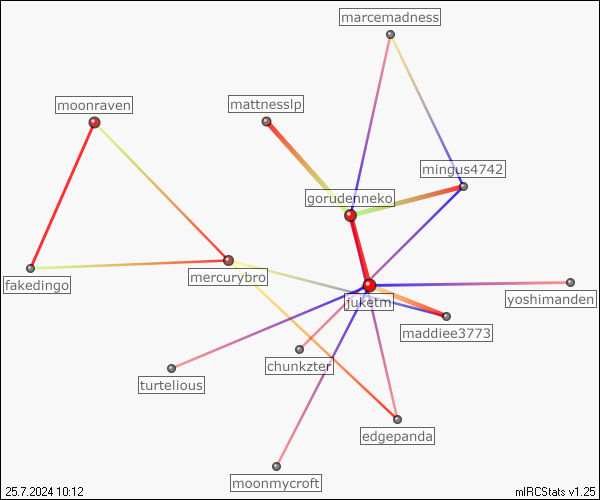 marcemadness
moonraven
mattnesslp
mingus4742
gorudenneko
fakedingo
mercurybro
juketm
yoshimanden
maddiee3773
chunkzter
turtelious
edgepanda
moonmycroft
25.7.2024 10:12
mIRCStats v1.25